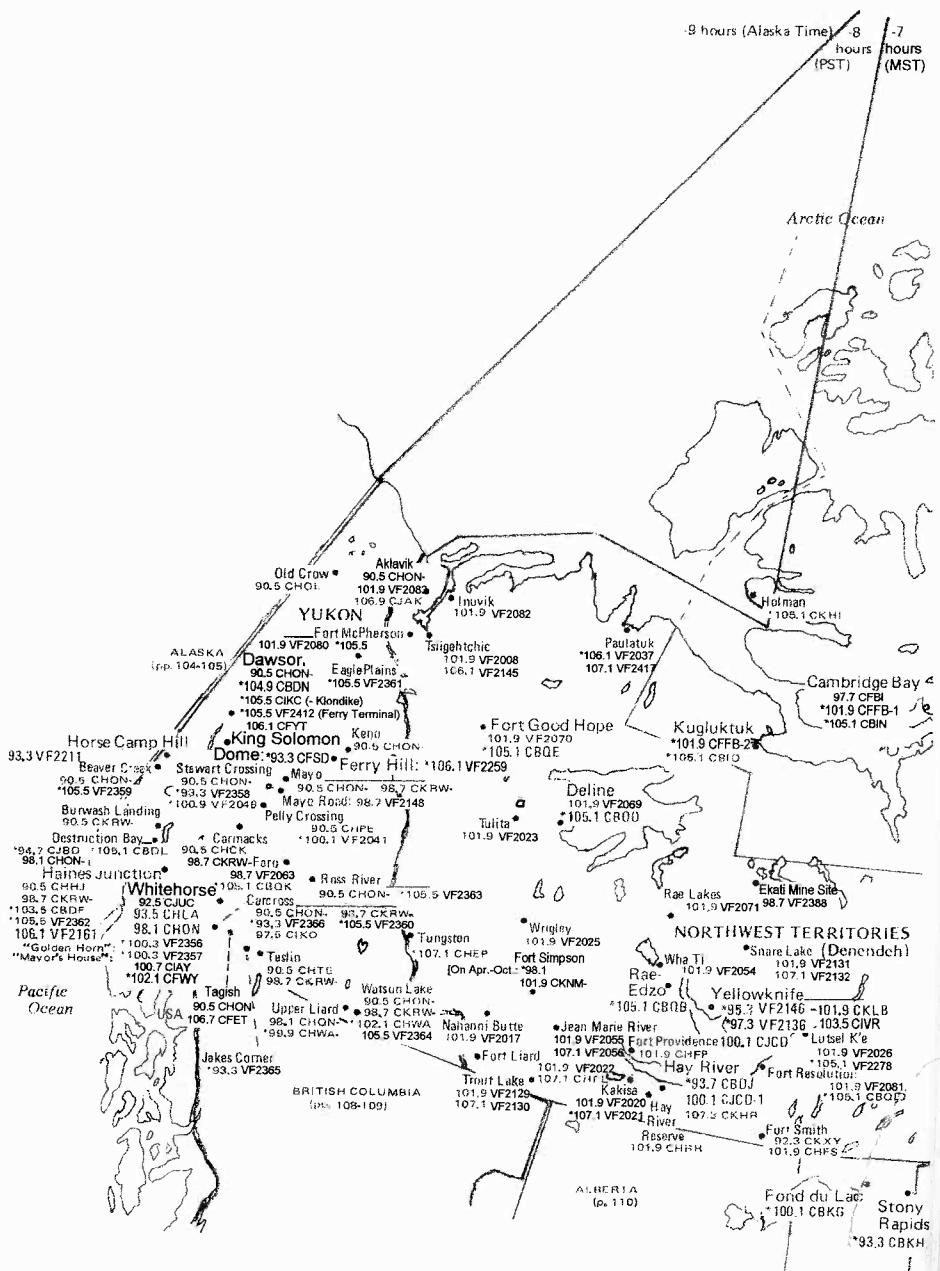 -9 hours (Alaska Time)
-8 hours (PST)
-7 hours (MST)
Arctic Ocean
Old Crow
90.5 CHOL
Aklavik
90.5 CHON-
101.9 VF2083
106.9 CJAK
Inuvik
101.9 VF2082
Holman
*105.1 CKHI
YUKON
Fort McPherson
101.9 VF2080 *105.5
Tsiigehtchic
101.9 VF2008
106.1 VF2145
Paulatuk
*106.1 VF2037
107.1 VF2417
ALASKA
(pp. 104-105)
Dawson
90.5 CHON-
*104.9 CBDN
*105.5 CIKC (- Klondike)
*105.5 VF2412 (Ferry Terminal)
106.1 CFYT
Eagle Plains
*105.5 VF2361
Cambridge Bay
97.7 CFBI
*101.9 CFFB-1
*105.1 CBIN
King Solomon
Dome: *93.3 CFSD
Keno
90.5 CHON-
Fort Good Hope
101.9 VF2070
*105.1 CBQE
Kugluktuk
*101.9 CFFB-2
*105.1 CBIO
Horse Camp Hill
93.3 VF2211
Ferry Hill: *106.1 VF2259
Beaver Creek
90.5 CHON-
*105.5 VF2359
Stewart Crossing
90.5 CHON-
*93.3 VF2358
*100.9 VF2049
Mayo
90.5 CHON- 98.7 CKRW-
Mayo Road: 98.7 VF2148
Deline
101.9 VF2069
*105.1 CBQO
Burwash Landing
90.5 CKRW-
Pelly Crossing
90.5 CHPE
*100.1 VF2041
Tulita
101.9 VF2023
Destruction Bay
*94.7 CJBD *105.1 CBDL
98.1 CHON-
Carmacks
90.5 CHCK
98.7 CKRW-
Faro
98.7 VF2063
*105.1 CBQK
Haines Junction
90.5 CHHJ
98.7 CKRW-
*103.5 CBDF
*105.5 VF2362
106.1 VF2161
Whitehorse
92.5 CJUC
93.5 CHLA
98.1 CHON
"Golden Horn": *100.3 VF2356
"Mayor's House": *100.3 VF2357
100.7 CIAY
*102.1 CFWY
Ross River
90.5 CHON- *105.5 VF2363
Carcross
90.5 CHON- 98.7 CKRW-
*93.3 VF2366 *105.5 VF2360
97.5 CIKO
Rae Lakes
101.9 VF2071
Ekati Mine Site
98.7 VF2388
Wrigley
101.9 VF2025
NORTHWEST TERRITORIES
(Denendeh)
Snare Lake
101.9 VF2131
107.1 VF2132
Tungsten
*107.1 CHEP
[On Apr.-Oct.: *98.1
Fort Simpson
101.9 CKNM-
Wha Ti
101.9 VF2054
Teslin
90.5 CHTE
98.7 CKRW-
Rae-
Edzo
*105.1 CBQB
Yellowknife
*95.3 VF2146 -101.9 CKLB
*97.3 VF2136 -103.5 CIVR
100.1 CJCD
Pacific
Ocean
USA
Tagish
90.5 CHON-
106.7 CFET
Upper Liard
98.1 CHON-
*99.9 CHWA-
Watson Lake
90.5 CHON-
98.7 CKRW-
102.1 CHWA
105.5 VF2364
Nahanni Butte
101.9 VF2017
Jean Marie River
101.9 VF2055
107.1 VF2056
Fort Providence
101.9 CHFP
Lutsel K'e
101.9 VF2026
*105.1 VF2278
Jakes Corner
*93.3 VF2365
Fort Liard
101.9 VF2022
Hay River
*93.7 CBDJ
100.1 CJCD-1
107.3 CKHR
Fort Resolution
101.9 VF2081
*105.1 CBQD
Trout Lake
101.9 VF2129
107.1 VF2130
Kakisa
101.9 VF2020
*107.1 VF2021
BRITISH COLUMBIA
(pp. 108-109)
Hay
River
Reserve
101.9 CHRR
Fort Smith
92.3 CKXY
101.9 CHFS
ALBERTA
(p. 110)
Fond du Lac
*100.1 CBKG
Stony
Rapids
*93.3 CBKH